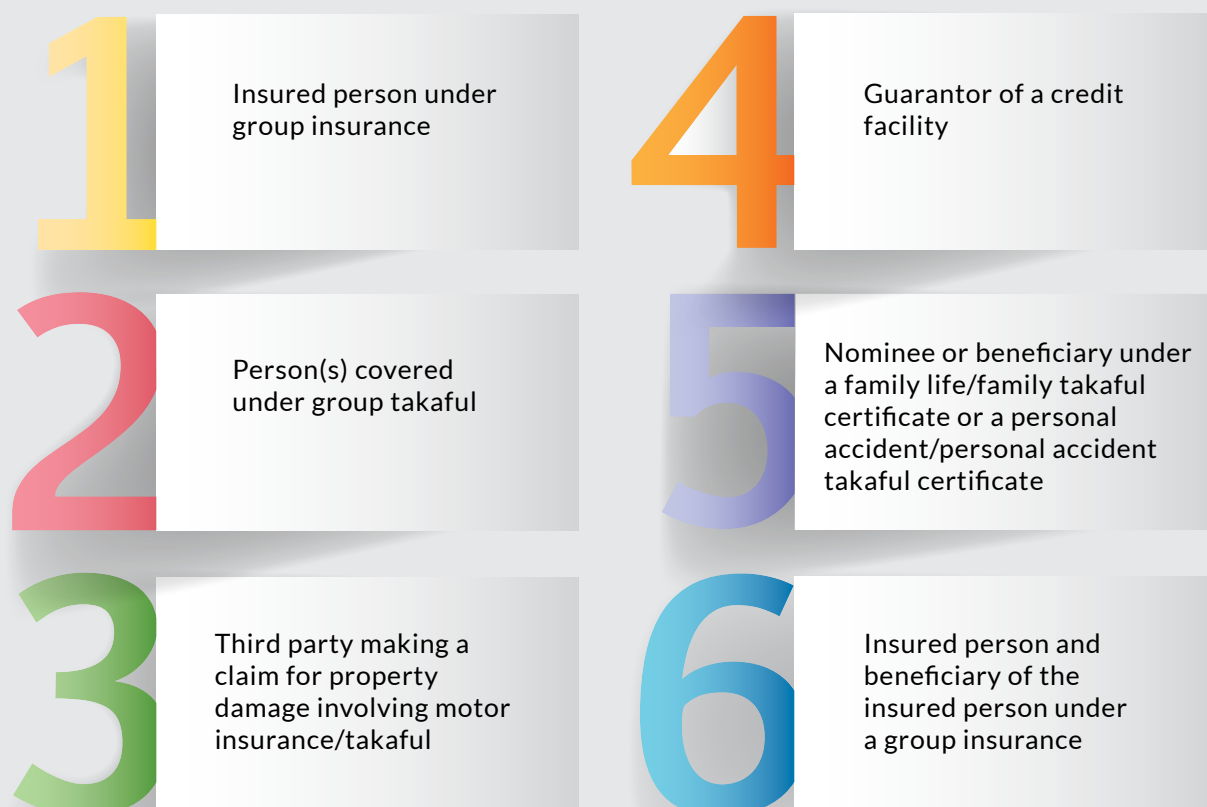 1
Insured person under
group insurance
2
Person(s) covered
under group takaful
3
Third party making a
claim for property
damage involving motor
insurance/takaful
4
Guarantor of a credit
facility
5
Nominee or beneficiary under
a family life/family takaful
certificate or a personal
accident/personal accident
takaful certificate
6
Insured person and
beneficiary of the
insured person under
a group insurance